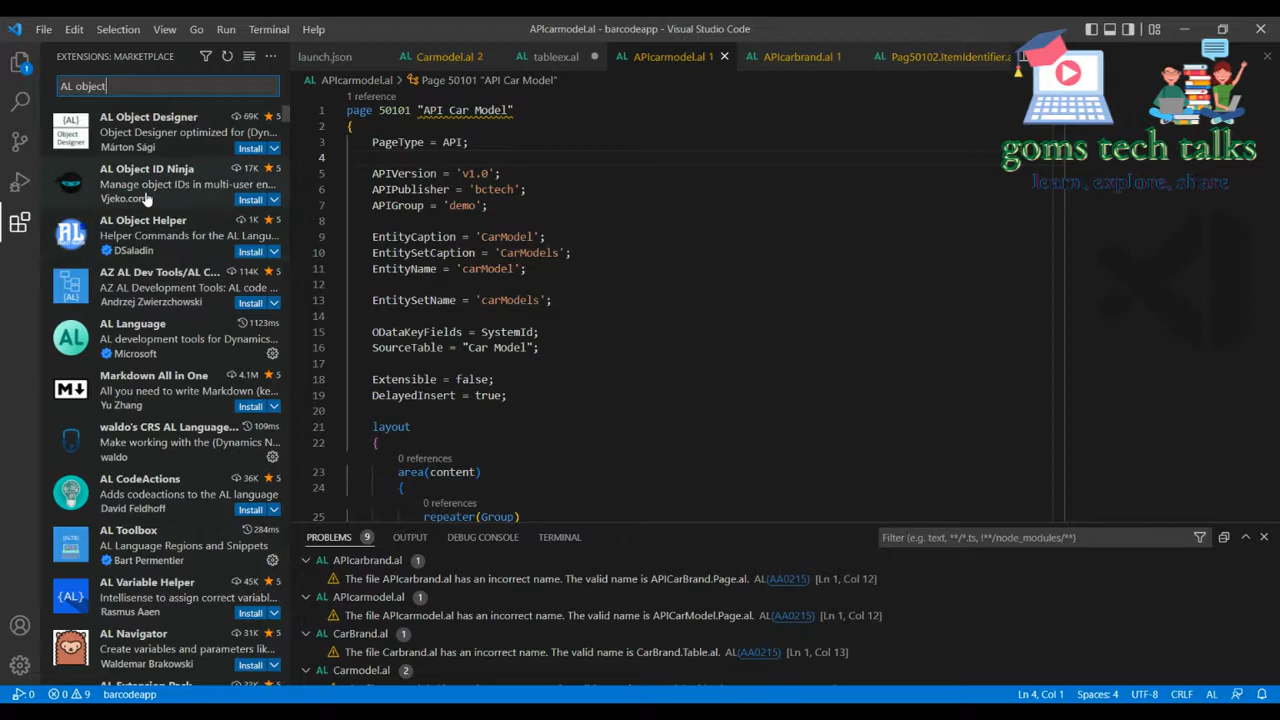 File Edit Selection View Go Run Terminal Help
APIcarmodel.al - barcodeapp - Visual Studio Code
EXTENSIONS: MARKETPLACE
AL object
AL Object Designer 69K 5
Object Designer optimized for (Dyn...
Márton Sági Install
AL Object ID Ninja 17K 5
Manage object IDs in multi-user en...
Vjeko.com Install
AL Object Helper 1K 5
Helper Commands for the AL Langu...
DSaladin Install
AZ AL Dev Tools/AL C... 114K 5
AZ AL Development Tools: AL code ...
Andrzej Zwierzchowski Install
AL Language 1123ms
AL development tools for Dynamics...
Microsoft
Markdown All in One 4.1M 5
All you need to write Markdown (ke...
Yu Zhang Install
waldo's CRS AL Language... 109ms
Make working with the (Dynamics N...
waldo
AL CodeActions 36K 5
Adds codeactions to the AL language
David Feldhoff Install
AL Toolbox 284ms
AL Language Regions and Snippets
Bart Permentier
AL Variable Helper 45K 5
Intellisense to assign correct variabl...
Rasmus Aaen Install
AL Navigator 31K 5
Create variables and parameters lik...
Waldemar Brakowski Install
launch.json Carmodel.al 2 tableex.al APIcarmodel.al 1 APIcarbrand.al 1 Pag50102.ItemIdentifier.a
APIcarmodel.al > Page 50101 "API Car Model"
1 reference
1 page 50101 "API Car Model"
2 {
3 PageType = API;
4
5 APIVersion = 'v1.0';
6 APIPublisher = 'bctech';
7 APIGroup = 'demo';
8
9 EntityCaption = 'CarModel';
10 EntitySetCaption = 'CarModels';
11 EntityName = 'carModel';
12
13 EntitySetName = 'carModels';
14
15 ODataKeyFields = SystemId;
16 SourceTable = "Car Model";
17
18 Extensible = false;
19 DelayedInsert = true;
20
21 layout
22 {
0 references
23 area(content)
24 {
0 references
25 repeater(Group)
goms tech talks
learn, explore, share
PROBLEMS 9 OUTPUT DEBUG CONSOLE TERMINAL Filter (e.g. text, **/*.ts, !**/node_modules/**)
AL APIcarbrand.al 1
The file APIcarbrand.al has an incorrect name. The valid name is APICarBrand.Page.al. AL(AA0215) [Ln 1, Col 12]
AL APIcarmodel.al 1
The file APIcarmodel.al has an incorrect name. The valid name is APICarModel.Page.al. AL(AA0215) [Ln 1, Col 12]
AL CarBrand.al 1
The file Carbrand.al has an incorrect name. The valid name is CarBrand.Table.al. AL(AA0215) [Ln 1, Col 13]
AL Carmodel.al 2
0 0 9 barcodeapp Ln 4, Col 1 Spaces: 4 UTF-8 CRLF AL